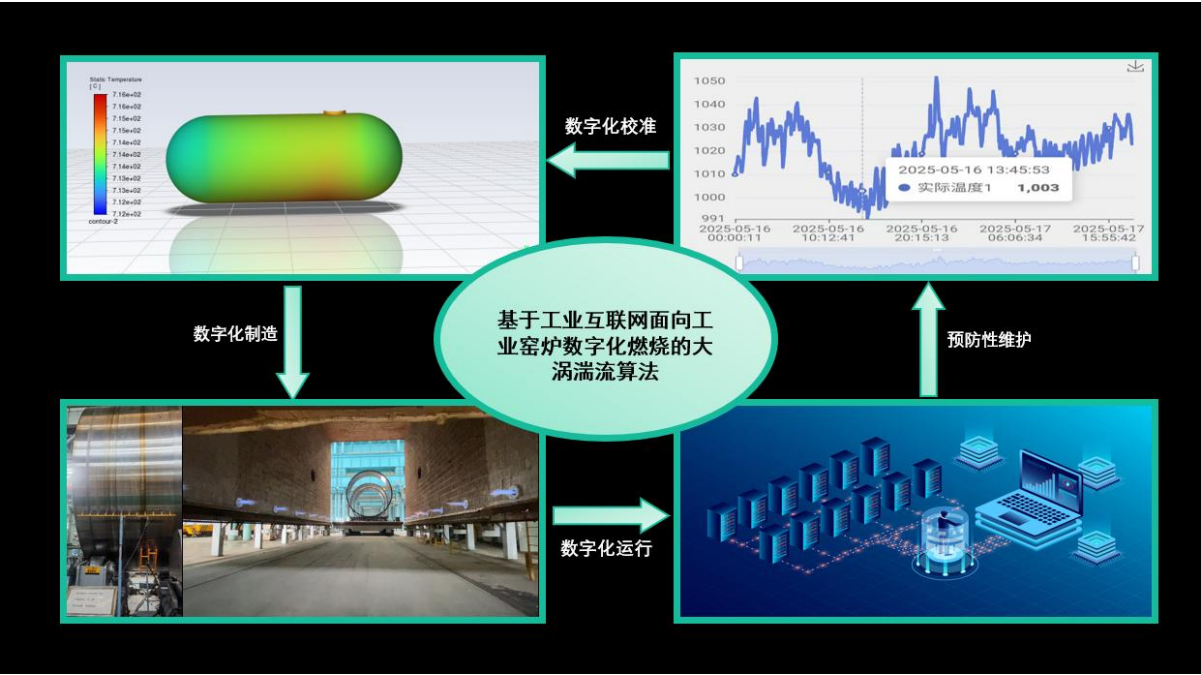 Static Temperature
[ C ]
7.16e+02
7.16e+02
7.15e+02
7.15e+02
7.14e+02
7.14e+02
7.14e+02
7.13e+02
7.13e+02
7.12e+02
7.12e+02
contour-2
数字化校准
1050
1040
1030
1020
1010
1000
991
2025-05-16 13:45:53
实际温度1 1,003
2025-05-16 2025-05-16 2025-05-16 2025-05-17 2025-05-17
00:00:11 10:12:41 20:15:13 06:06:34 15:55:42
数字化制造
基于工业互联网面向工
业窑炉数字化燃烧的大
涡湍流算法
预防性维护
数字化运行